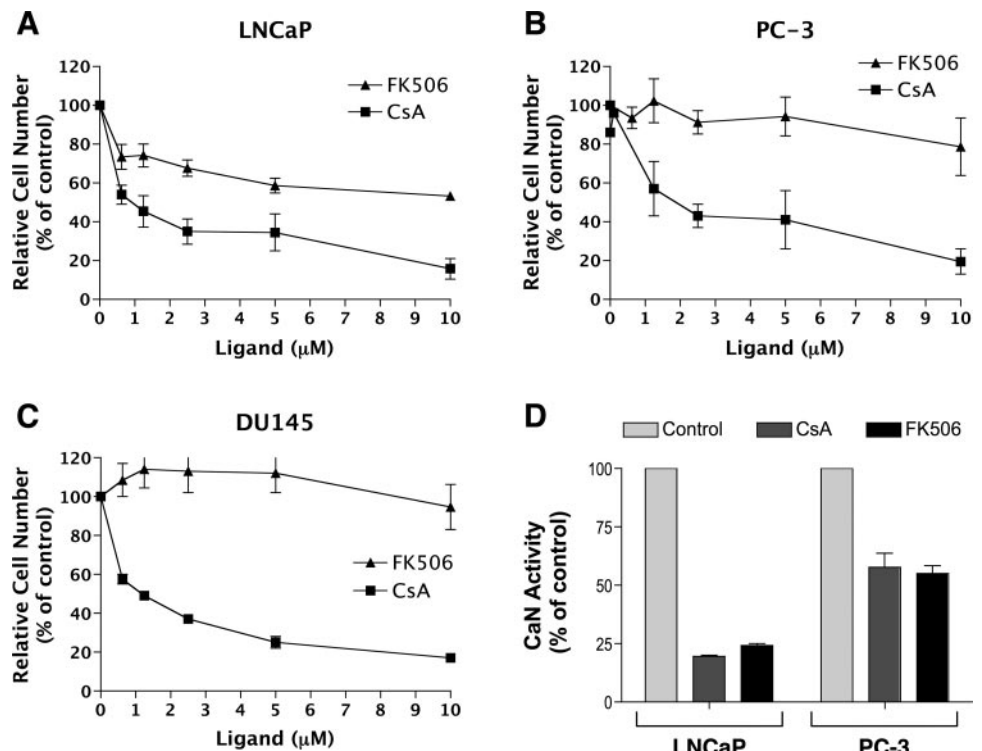 A
LNCaP
Relative Cell Number
(% of control)
120
100
80
60
40
20
0
FK506
CsA
0 1 2 3 4 5 6 7 8 9 10
Ligand (μM)
B
PC-3
Relative Cell Number
(% of control)
120
100
80
60
40
20
0
FK506
CsA
0 1 2 3 4 5 6 7 8 9 10
Ligand (μM)
C
DU145
Relative Cell Number
(% of control)
120
100
80
60
40
20
0
FK506
CsA
0 1 2 3 4 5 6 7 8 9 10
Ligand (μM)
D
Control CsA FK506
CaN Activity
(% of control)
100
75
50
25
0
LNCaP PC-3